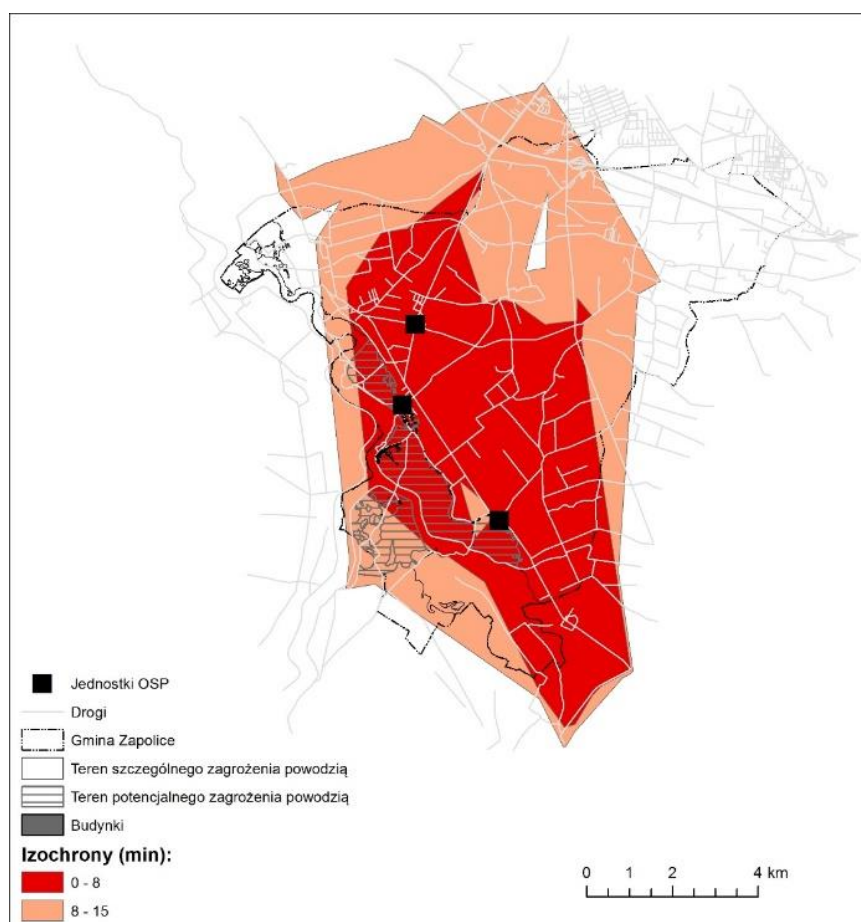 Jednostki OSP
Drogi
Gmina Zapolice
Teren szczególnego zagrożenia powodzią
Teren potencjalnego zagrożenia powodzią
Budynki
Izochrony (min):
0 - 8
8 - 15
0 1 2 4 km